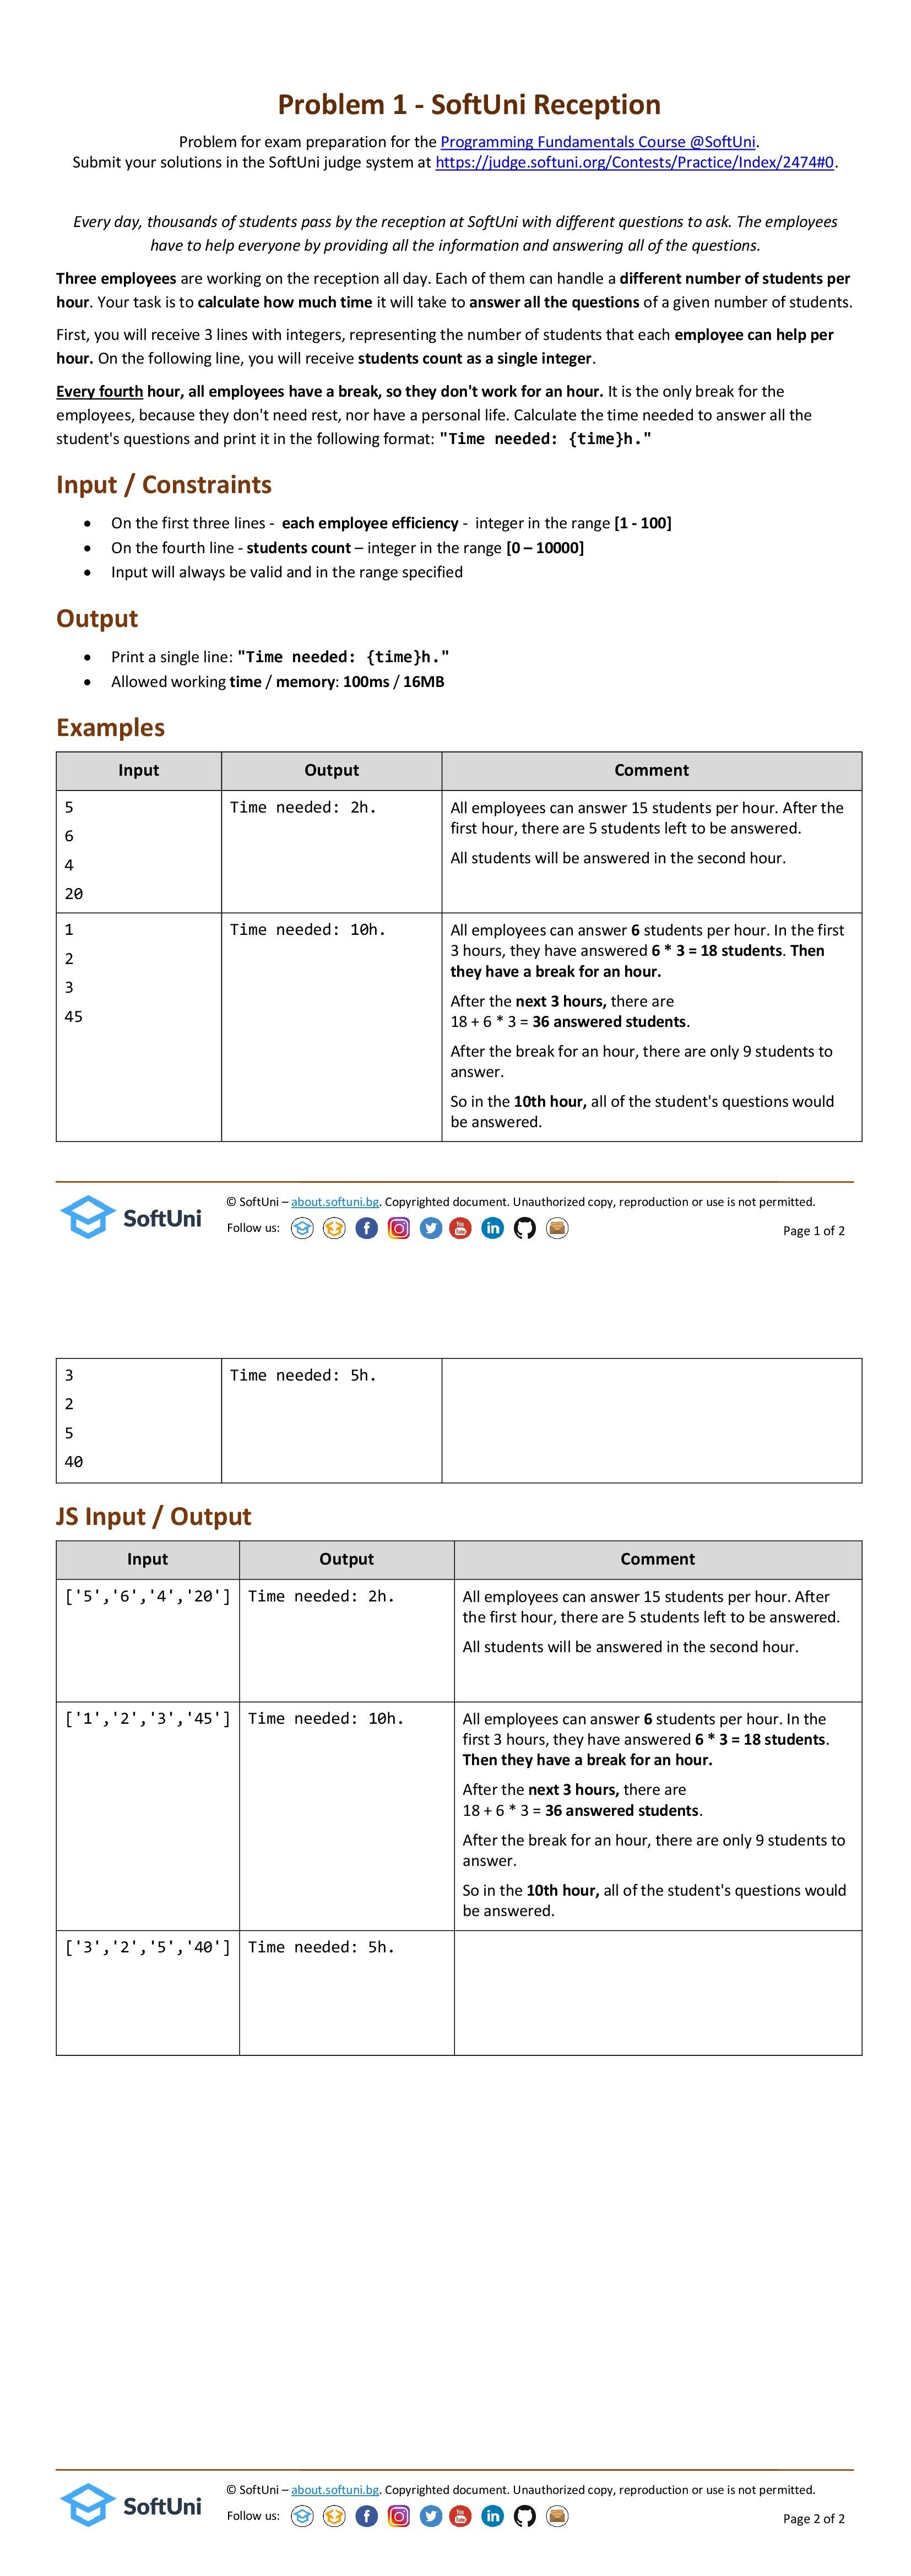 Problem 1 - SoftUni Reception
Problem for exam preparation for the Programming Fundamentals Course @SoftUni.
Submit your solutions in the SoftUni judge system at https://judge.softuni.org/Contests/Practice/Index/2474#0.
Every day, thousands of students pass by the reception at SoftUni with different questions to ask. The employees
have to help everyone by providing all the information and answering all of the questions.
Three employees are working on the reception all day. Each of them can handle a different number of students per
hour. Your task is to calculate how much time it will take to answer all the questions of a given number of students.
First, you will receive 3 lines with integers, representing the number of students that each employee can help per
hour. On the following line, you will receive students count as a single integer.
Every fourth hour, all employees have a break, so they don't work for an hour. It is the only break for the
employees, because they don't need rest, nor have a personal life. Calculate the time needed to answer all the
student's questions and print it in the following format: "Time needed: {time}h."
Input / Constraints
• On the first three lines - each employee efficiency - integer in the range [1 - 100]
• On the fourth line - students count – integer in the range [0 – 10000]
• Input will always be valid and in the range specified
Output
• Print a single line: "Time needed: {time}h."
• Allowed working time / memory: 100ms / 16MB
Examples
Input Output Comment
5
6
4
20
Time needed: 2h.
All employees can answer 15 students per hour. After the
first hour, there are 5 students left to be answered.
All students will be answered in the second hour.
1
2
3
45
Time needed: 10h.
All employees can answer 6 students per hour. In the first
3 hours, they have answered 6 * 3 = 18 students. Then
they have a break for an hour.
After the next 3 hours, there are
18 + 6 * 3 = 36 answered students.
After the break for an hour, there are only 9 students to
answer.
So in the 10th hour, all of the student's questions would
be answered.
SoftUni
© SoftUni – about.softuni.bg. Copyrighted document. Unauthorized copy, reproduction or use is not permitted.
Follow us:
Page 1 of 2
3
2
5
40
Time needed: 5h.
JS Input / Output
Input Output Comment
['5','6','4','20']
Time needed: 2h.
All employees can answer 15 students per hour. After
the first hour, there are 5 students left to be answered.
All students will be answered in the second hour.
['1','2','3','45']
Time needed: 10h.
All employees can answer 6 students per hour. In the
first 3 hours, they have answered 6 * 3 = 18 students.
Then they have a break for an hour.
After the next 3 hours, there are
18 + 6 * 3 = 36 answered students.
After the break for an hour, there are only 9 students to
answer.
So in the 10th hour, all of the student's questions would
be answered.
['3','2','5','40']
Time needed: 5h.
SoftUni
© SoftUni – about.softuni.bg. Copyrighted document. Unauthorized copy, reproduction or use is not permitted.
Follow us:
Page 2 of 2